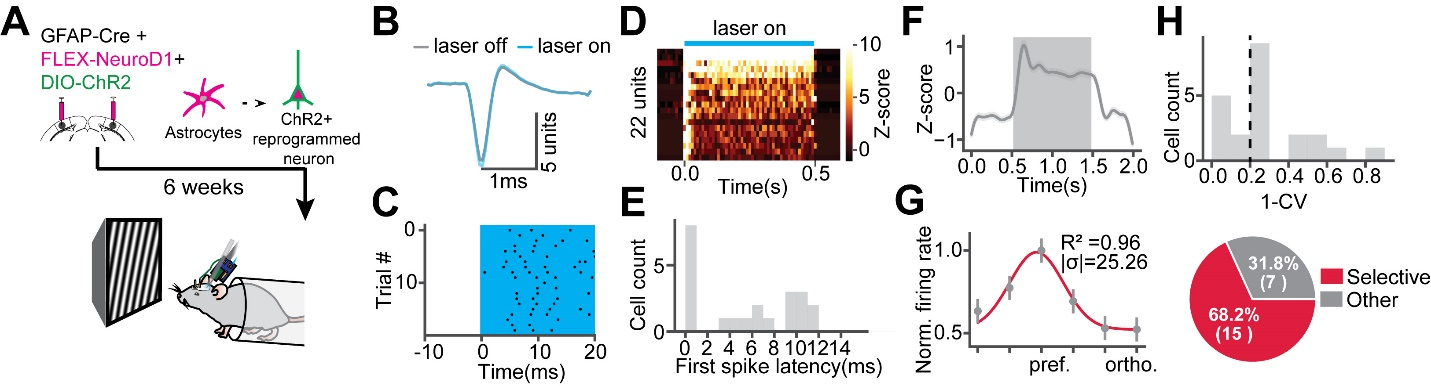 A
GFAP-Cre +
FLEX-NeuroD1+
DIO-ChR2
Astrocytes
ChR2+
reprogrammed
neuron
6 weeks
B
laser off
laser on
5 units
1ms
C
Trial #
0
10
-10
0
10
20
Time(ms)
D
laser on
22 units
10
5
0
Z-score
0.0
0.5
Time(s)
E
Cell count
5
0
0 2 4 6 8 10 12 14
First spike latency(ms)
F
Z-score
1
0
−1
0.0
1.0
2.0
Time(s)
G
Norm. firing rate
1.0
0.5
R² =0.96
|σ|=25.26
pref.
ortho.
H
Cell count
5
0
0.0 0.2 0.4 0.6 0.8
1-CV
31.8%
(7 )
68.2%
(15 )
Selective
Other